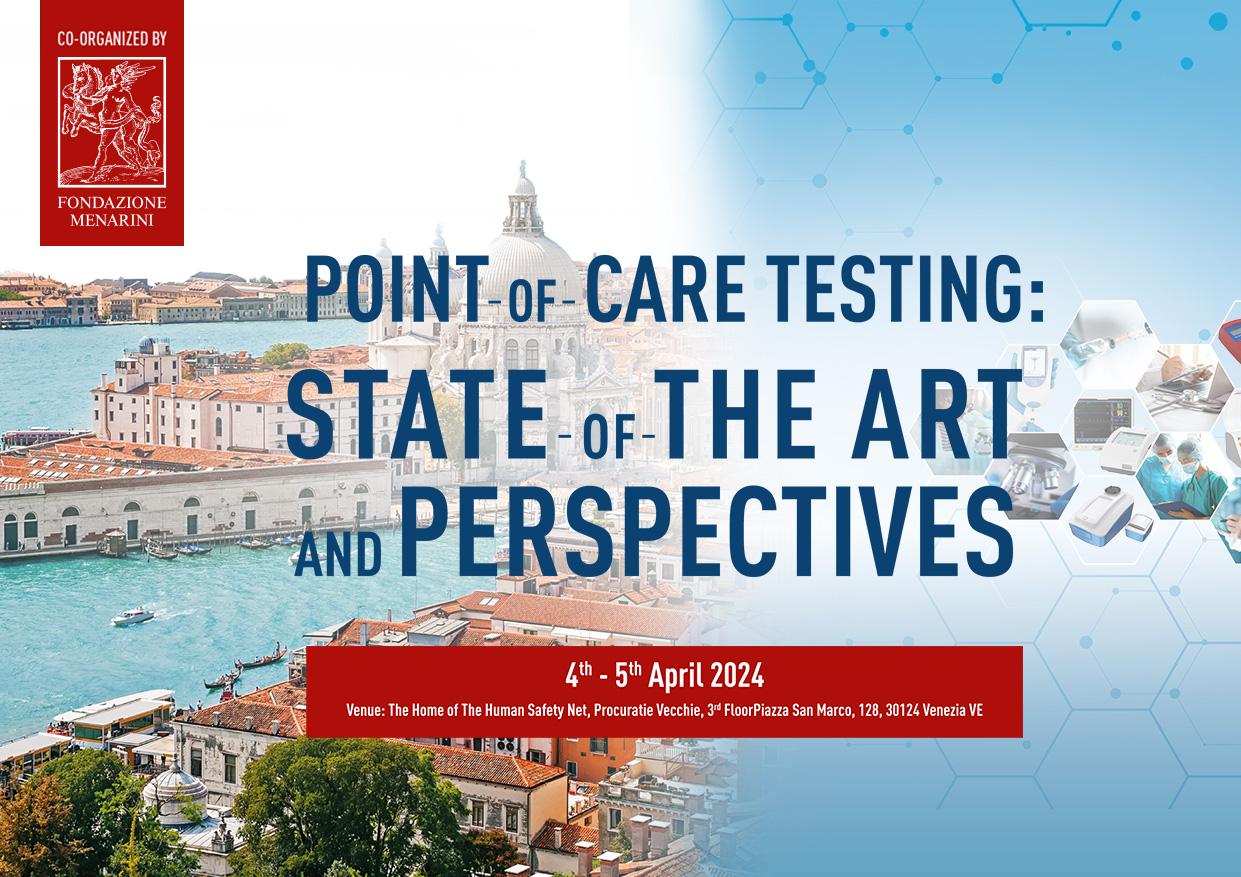 CO-ORGANIZED BY
FONDAZIONE
MENARINI
POINT-OF-CARE TESTING:
STATE-OF-THE ART
AND PERSPECTIVES
4th - 5th April 2024
Venue: The Home of The Human Safety Net, Procuratie Vecchie, 3rd FloorPiazza San Marco, 128, 30124 Venezia VE